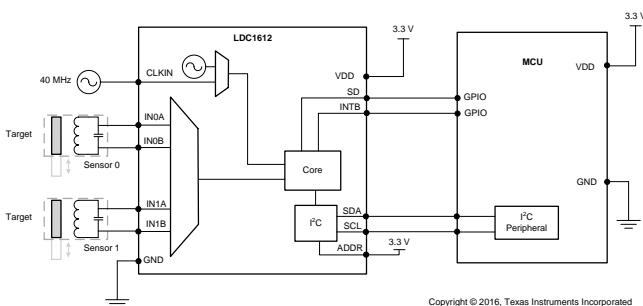 3.3 V
3.3 V
LDC1612
MCU
40 MHz
CLKIN
VDD
VDD
SD
GPIO
INTB
GPIO
IN0A
Target
IN0B
Sensor 0
Core
GND
IN1A
Target
IN1B
Sensor 1
I²C
SDA
SCL
I²C
Peripheral
ADDR
3.3 V
GND
Copyright © 2016, Texas Instruments Incorporated